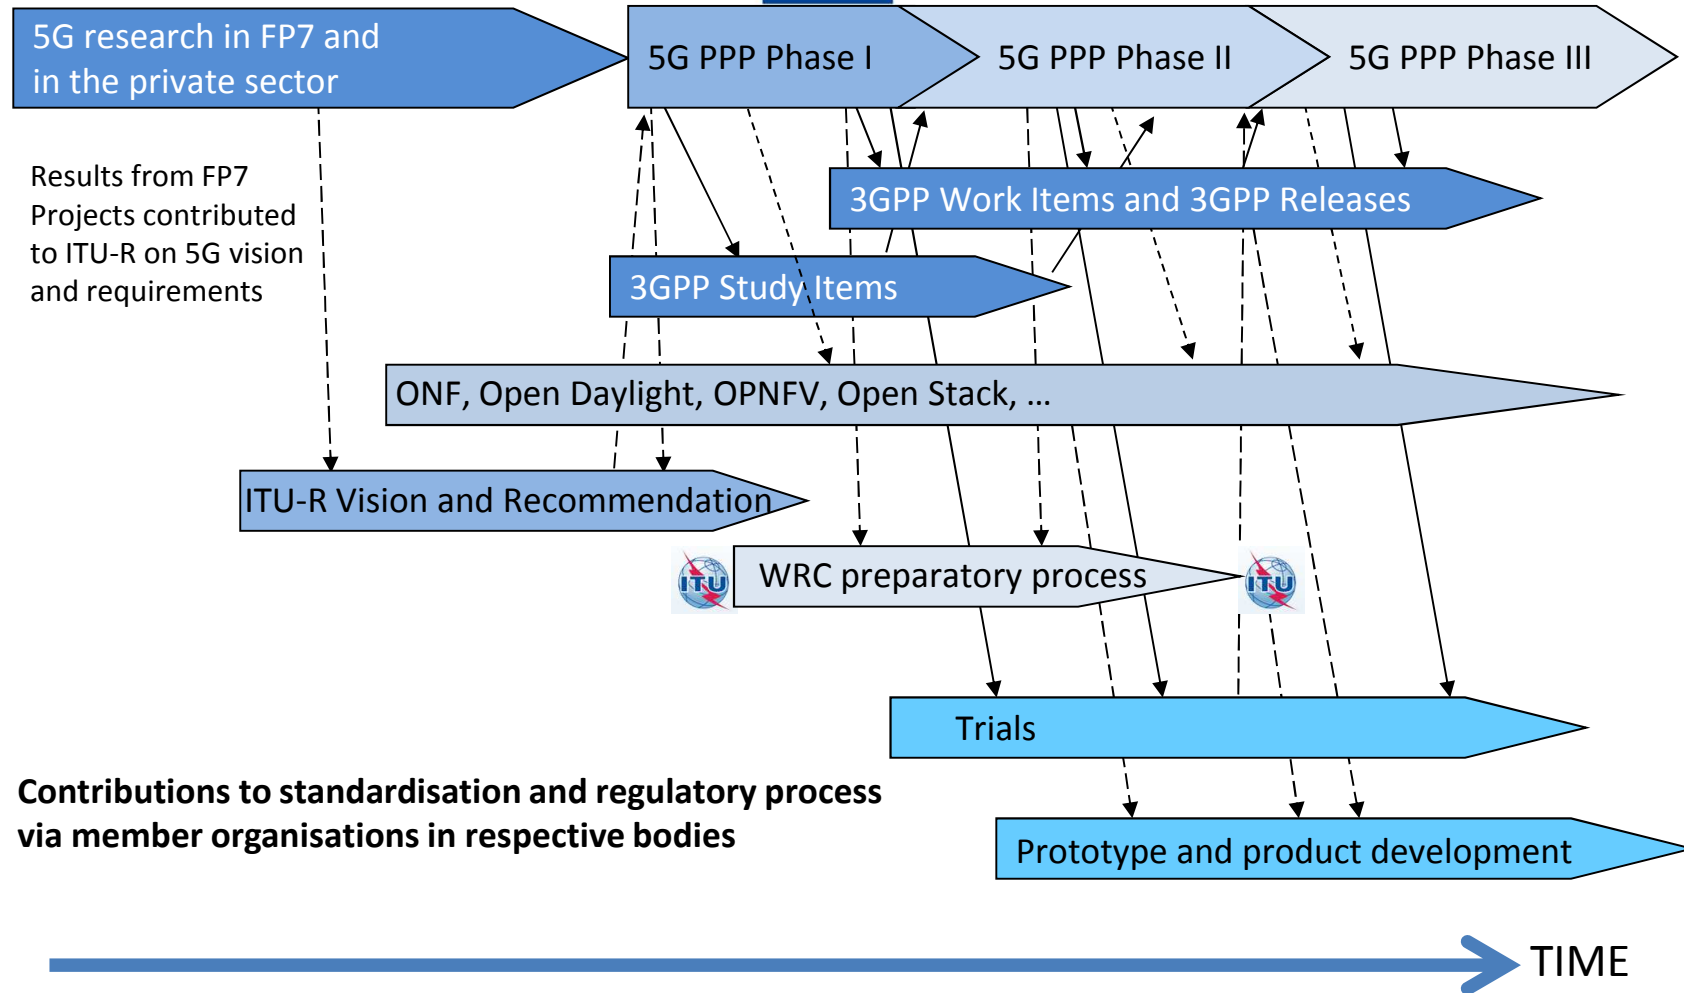 5G research in FP7 and
in the private sector
5G PPP Phase I
5G PPP Phase II
5G PPP Phase III
Results from FP7
Projects contributed
to ITU-R on 5G vision
and requirements
3GPP Work Items and 3GPP Releases
3GPP Study Items
ONF, Open Daylight, OPNFV, Open Stack, ...
ITU-R Vision and Recommendation
ITU
WRC preparatory process
ITU
Trials
Contributions to standardisation and regulatory process
via member organisations in respective bodies
Prototype and product development
TIME